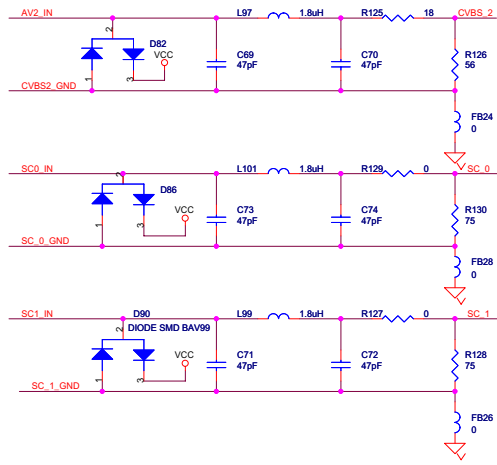 AV2_IN L97 1.8uH R125 18 CVBS_2
2 D82
VCC
C69
47pF
C70
47pF
R126
56
1 3
CVBS2_GND
FB24
0
SC0_IN L101 1.8uH R129 0 SC_0
2 D86
VCC
C73
47pF
C74
47pF
R130
75
1 3
SC_0_GND
FB28
0
SC1_IN D90 L99 1.8uH R127 0 SC_1
2 DIODE SMD BAV99
VCC
C71
47pF
C72
47pF
R128
75
1 3
SC_1_GND
FB26
0